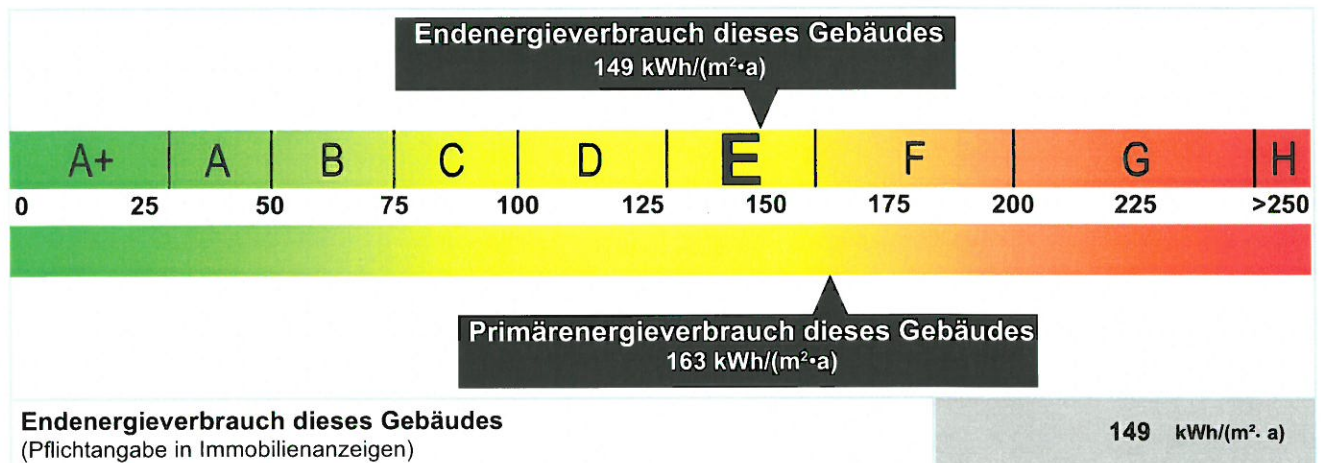 Endenergieverbrauch dieses Gebäudes
149 kWh/(m²·a)
A+ A B C D E F G H
0 25 50 75 100 125 150 175 200 225 >250
Primärenergieverbrauch dieses Gebäudes
163 kWh/(m²·a)
Endenergieverbrauch dieses Gebäudes
(Pflichtangabe in Immobilienanzeigen)
149 kWh/(m²· a)